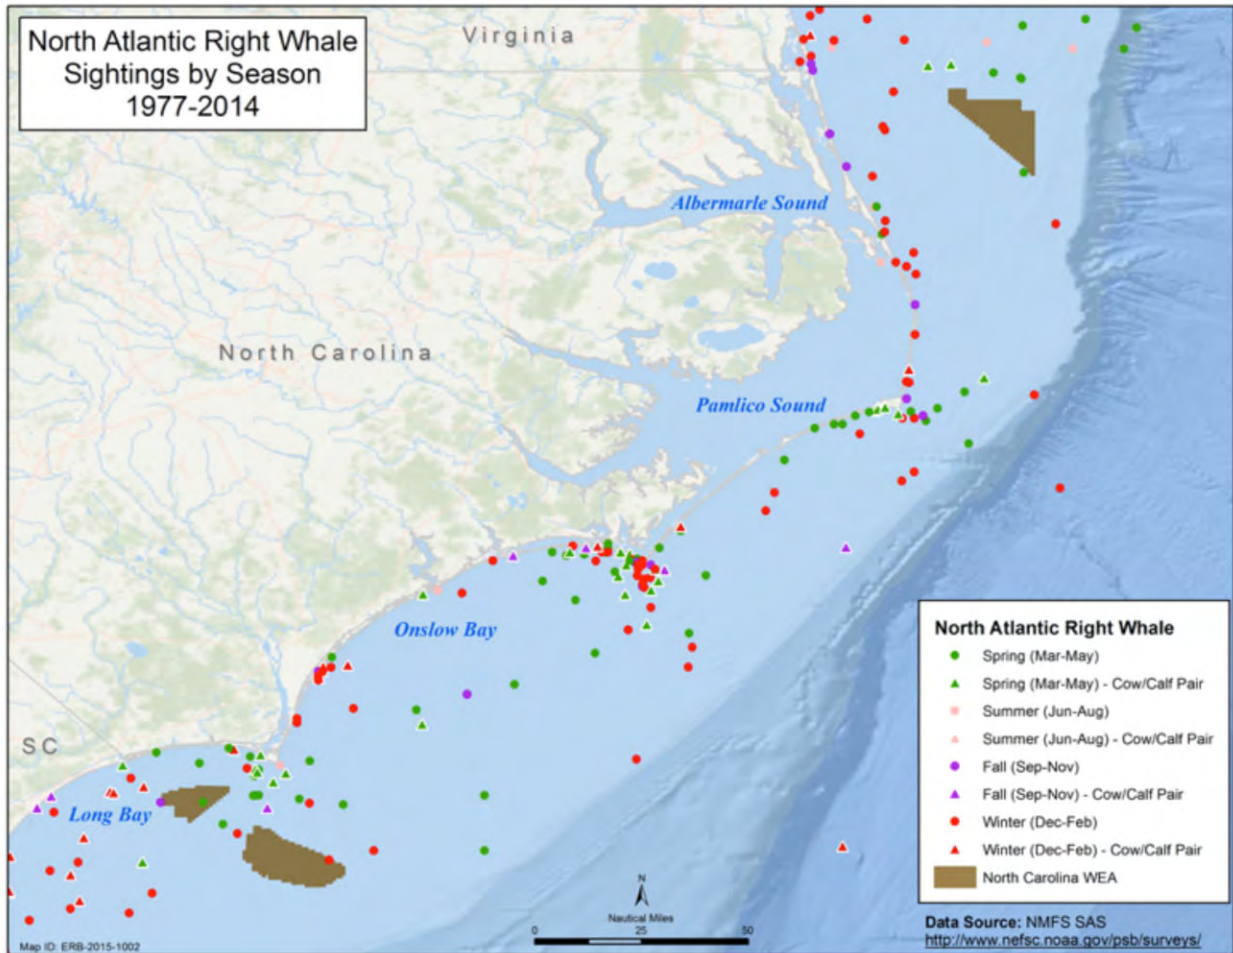 North Atlantic Right Whale
Sightings by Season
1977-2014
Virginia
Albermarle Sound
North Carolina
Pamlico Sound
Onslow Bay
SC
Long Bay
North Atlantic Right Whale
Spring (Mar-May)
Spring (Mar-May) - Cow/Calf Pair
Summer (Jun-Aug)
Summer (Jun-Aug) - Cow/Calf Pair
Fall (Sep-Nov)
Fall (Sep-Nov) - Cow/Calf Pair
Winter (Dec-Feb)
Winter (Dec-Feb) - Cow/Calf Pair
North Carolina WEA
N
Nautical Miles
0 25 50
Data Source: NMFS SAS
http://www.nefsc.noaa.gov/psb/surveys/
Map ID: ERB-2015-1002